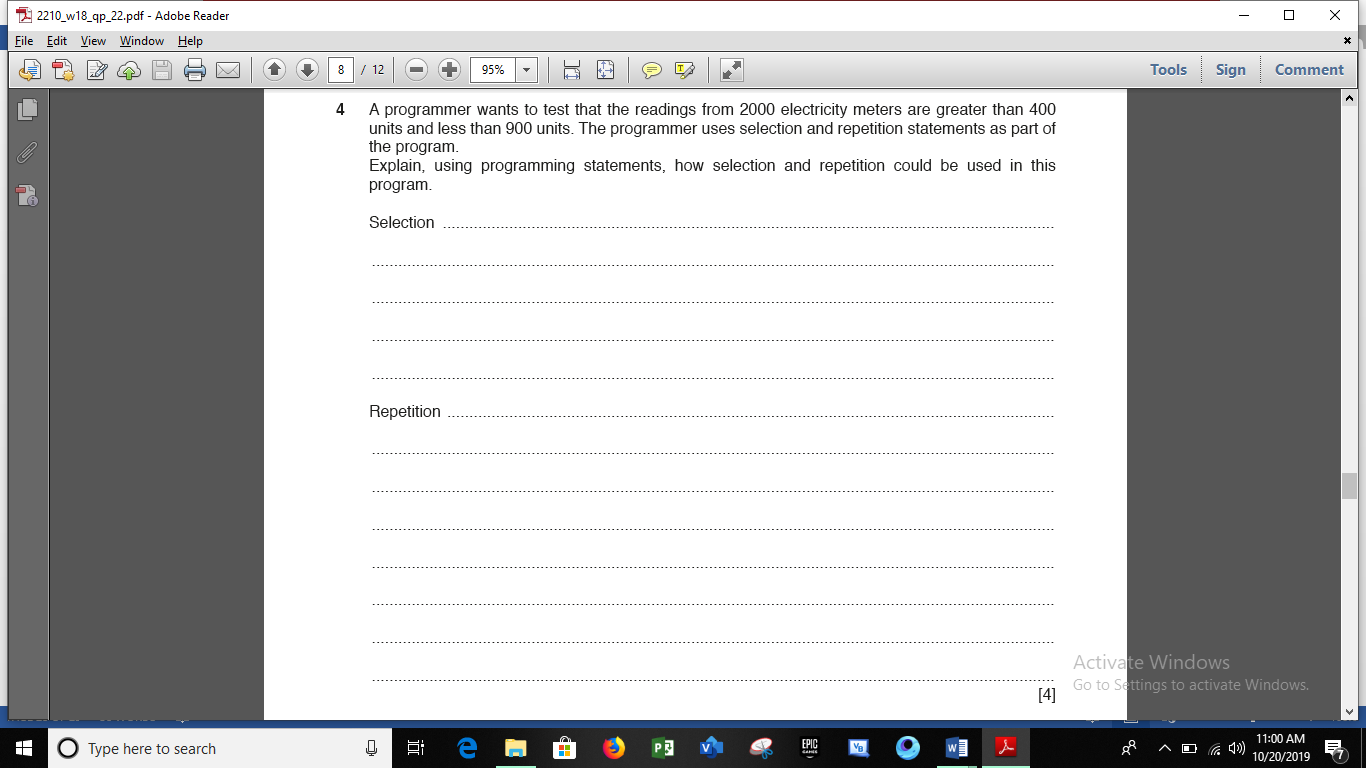 2210_w18_qp_22.pdf - Adobe Reader
File Edit View Window Help
8 / 12 95% Tools Sign Comment
4 A programmer wants to test that the readings from 2000 electricity meters are greater than 400
units and less than 900 units. The programmer uses selection and repetition statements as part of
the program.
Explain, using programming statements, how selection and repetition could be used in this
program.
Selection
Repetition
[4]
Activate Windows
Go to Settings to activate Windows.
Type here to search
11:00 AM
10/20/2019
7